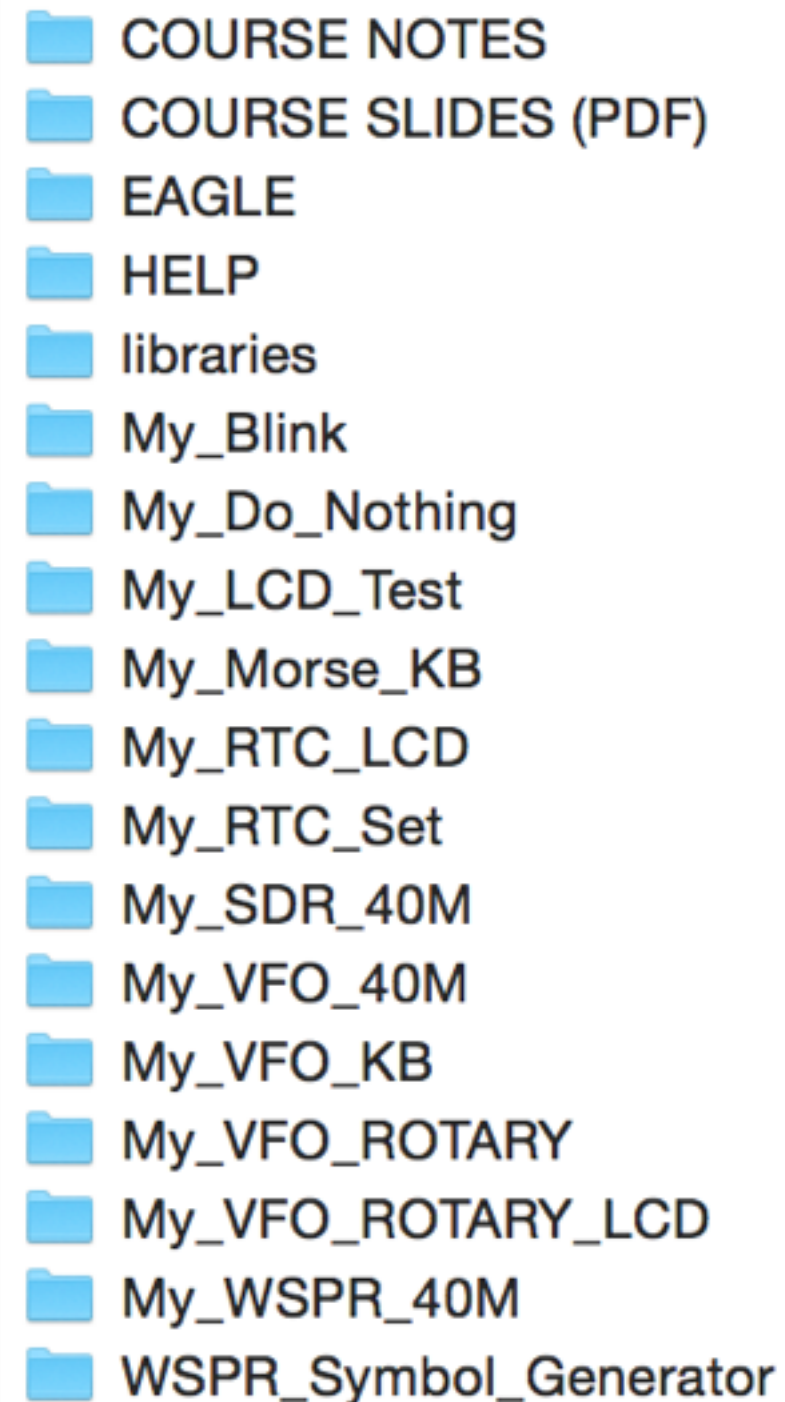 COURSE NOTES
COURSE SLIDES (PDF)
EAGLE
HELP
libraries
My_Blink
My_Do_Nothing
My_LCD_Test
My_Morse_KB
My_RTC_LCD
My_RTC_Set
My_SDR_40M
My_VFO_40M
My_VFO_KB
My_VFO_ROTARY
My_VFO_ROTARY_LCD
My_WSPR_40M
WSPR_Symbol_Generator